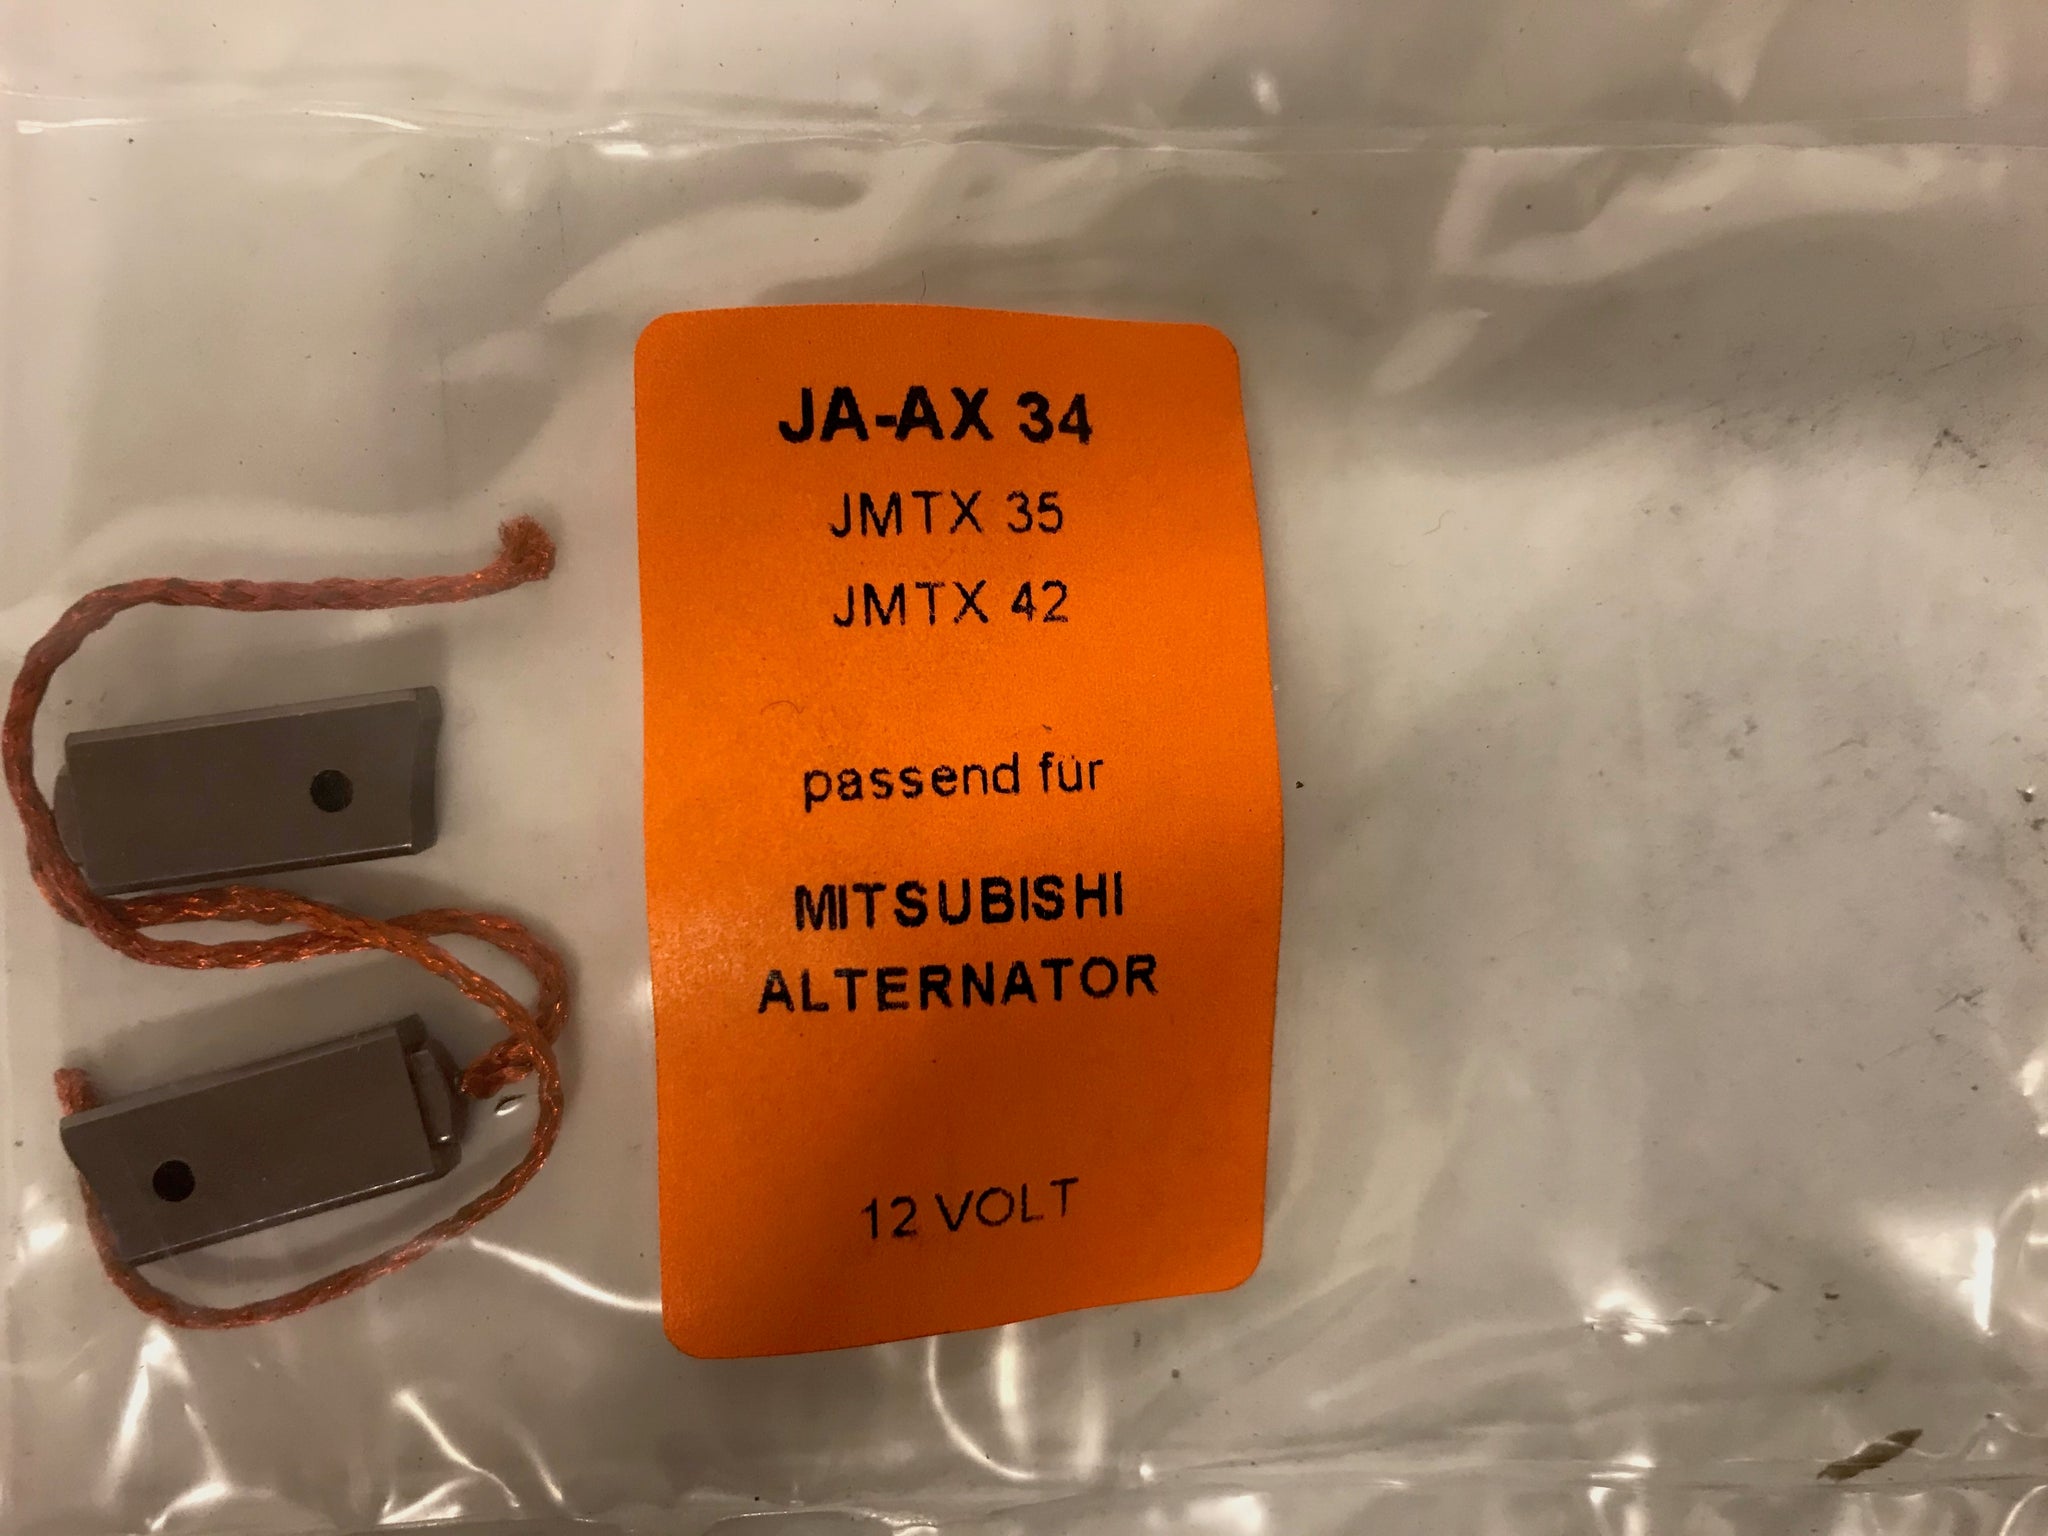 JA-AX 34
JMTX 35
JMTX 42
passend für
MITSUBISHI
ALTERNATOR
12 VOLT